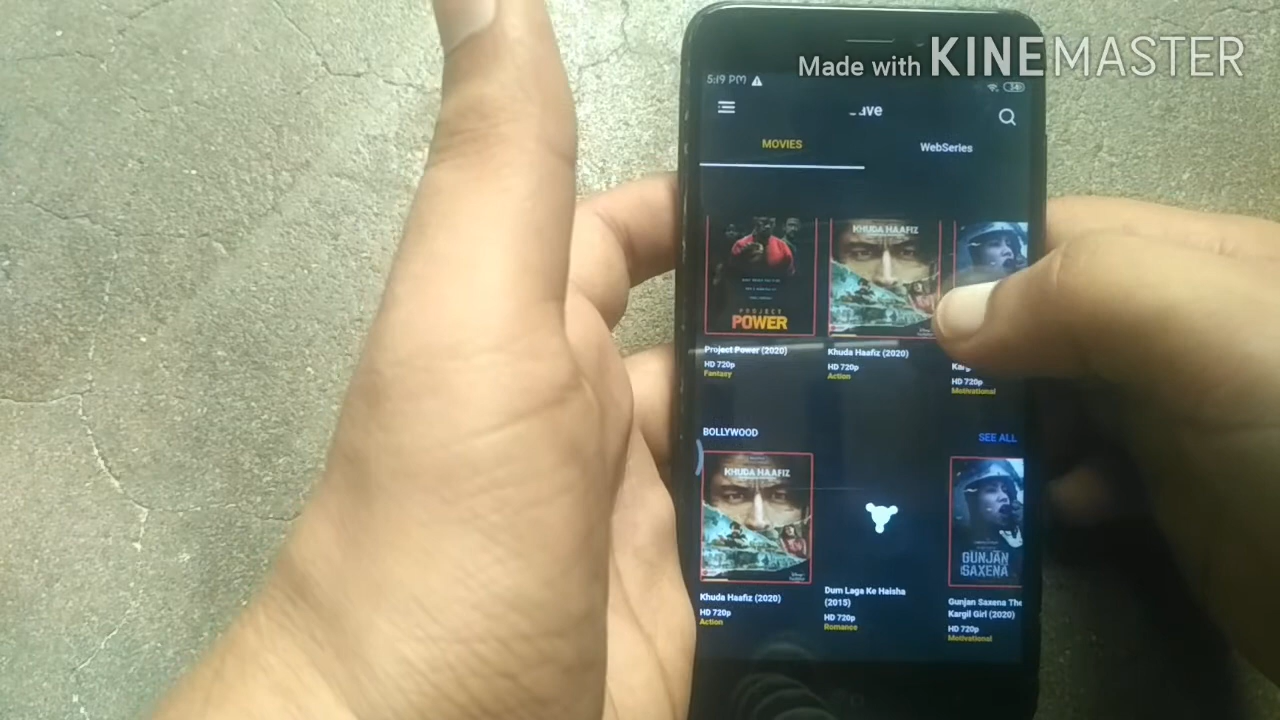 Made with KINEMASTER
5:19 PM
MOVIES
WebSeries
KHUDA HAAFIZ
PROJECT
POWER
Project Power (2020)
HD 720p
Fantasy
Khuda Haafiz (2020)
HD 720p
Action
HD 720p
Motivational
BOLLYWOOD
SEE ALL
KHUDA HAAFIZ
GUNJAN
SAXENA
Khuda Haafiz (2020)
HD 720p
Action
Dum Laga Ke Haisha
(2015)
HD 720p
Romance
Gunjan Saxena The
Kargil Girl (2020)
HD 720p
Motivational